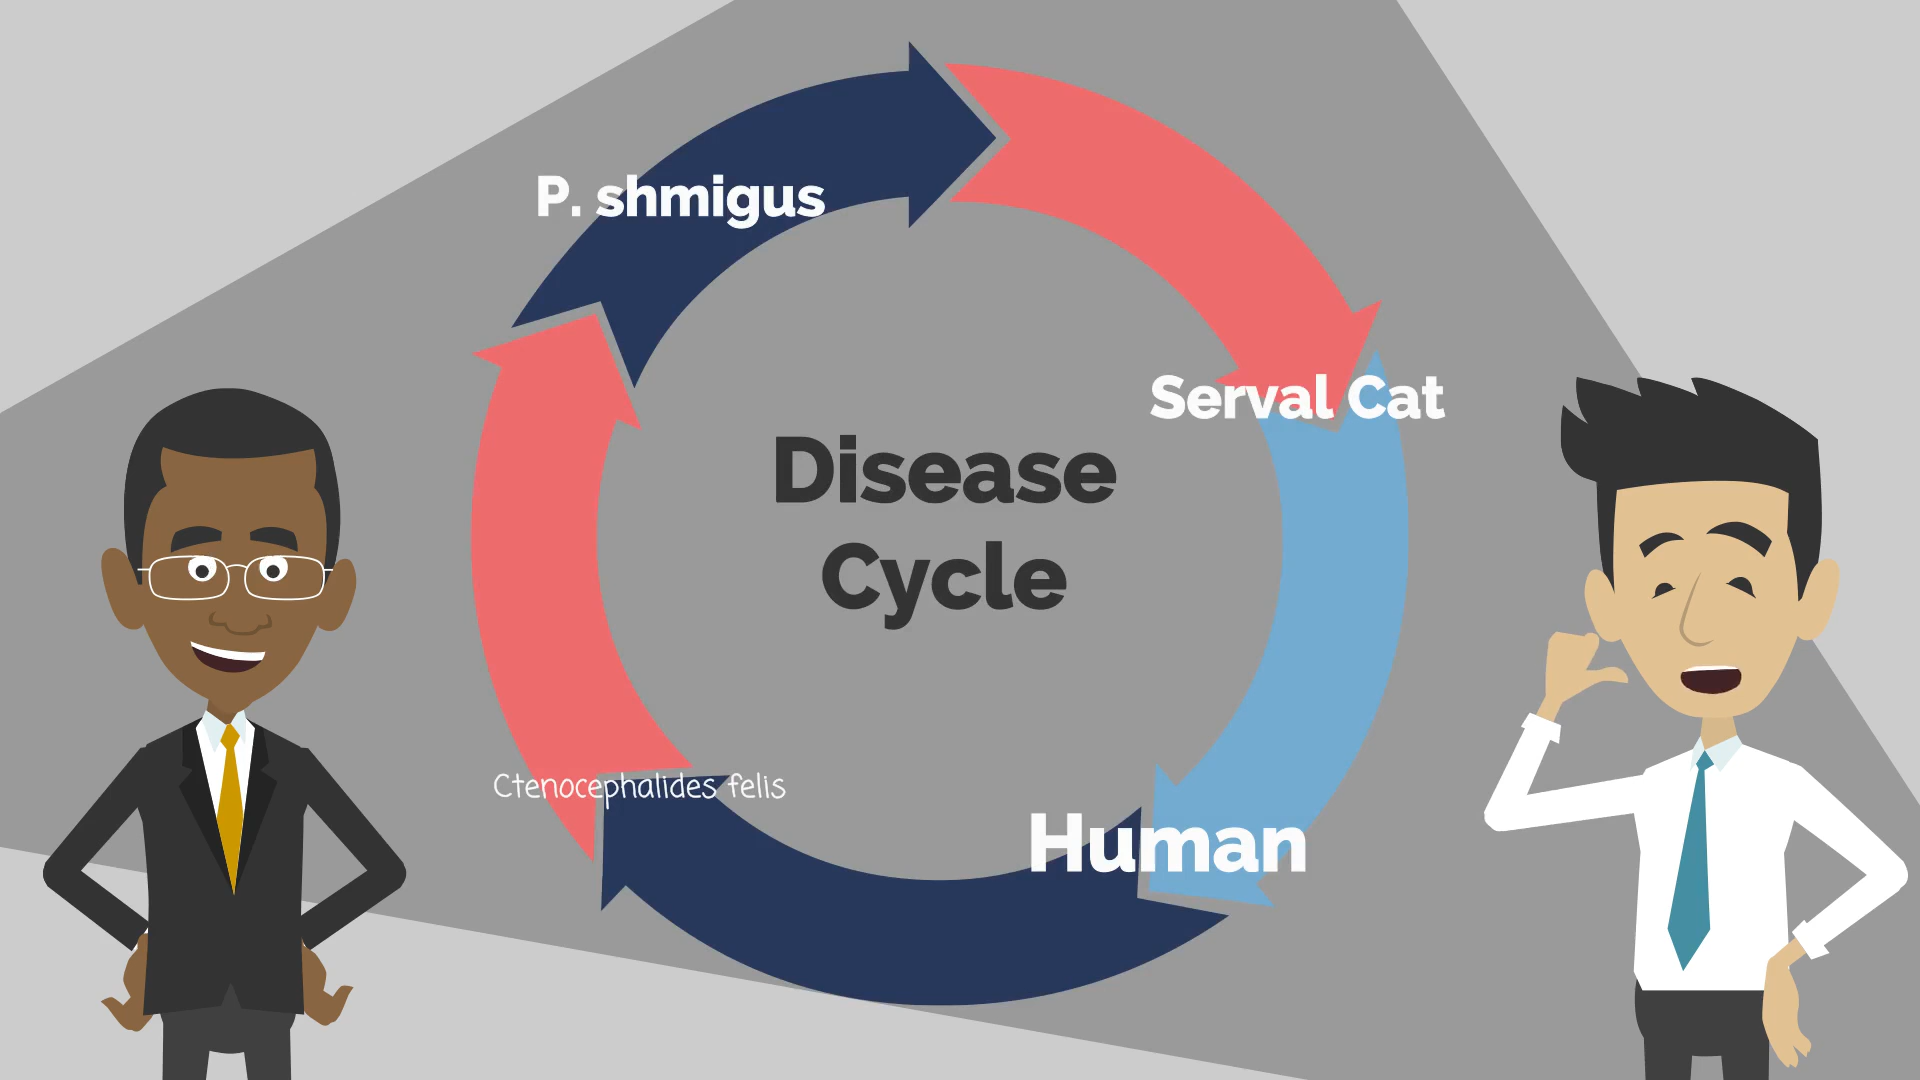 P. shmigus
Serval Cat
Disease
Cycle
Ctenocephalides felis
Human